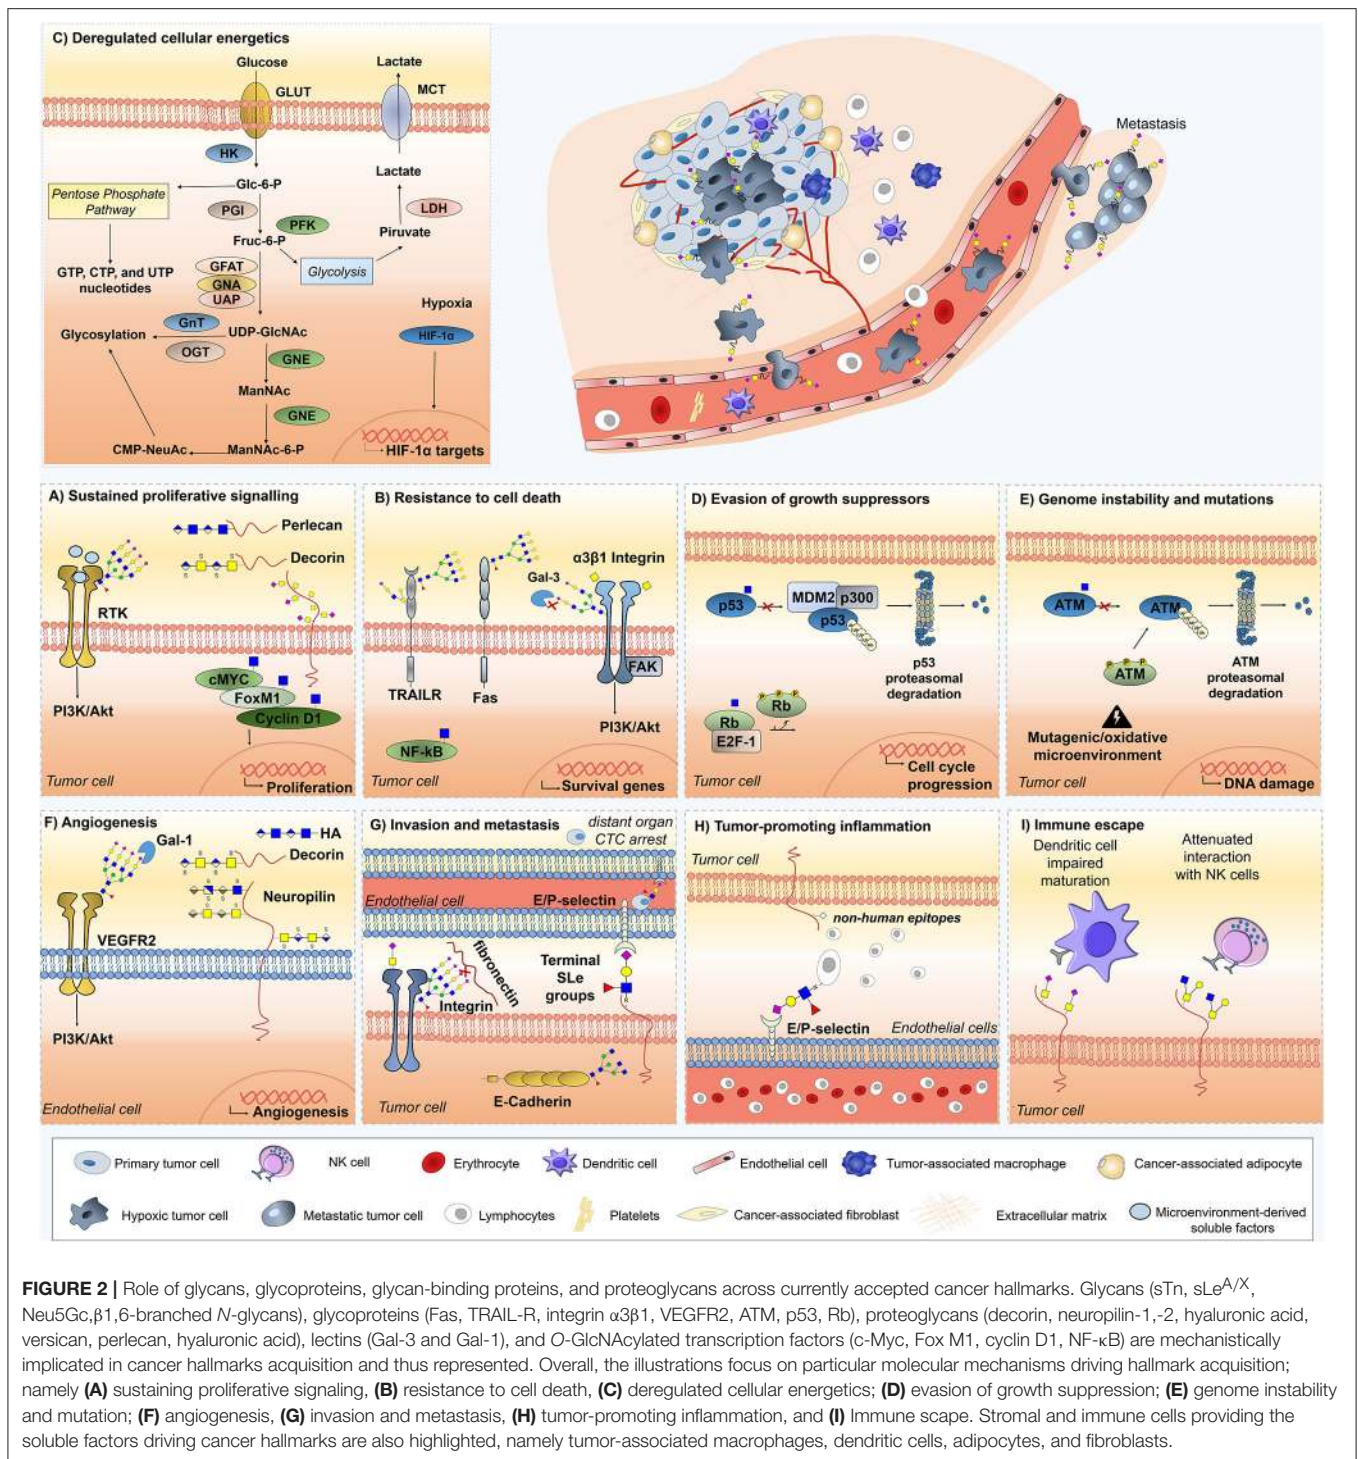 C) Deregulated cellular energetics
Glucose
Lactate
GLUT
MCT
HK
Glc-6-P
Lactate
Pentose Phosphate
Pathway
PGI
LDH
PFK
Fruc-6-P
Piruvate
GTP, CTP, and UTP
nucleotides
GFAT
GNA
UAP
Glycolysis
Hypoxia
GnT
Glycosylation
UDP-GlcNAc
HIF-1α
OGT
GNE
ManNAc
GNE
CMP-NeuAc
ManNAc-6-P
HIF-1α targets
Metastasis
A) Sustained proliferative signalling
Perlecan
S S
Decorin
S S
RTK
cMYC
FoxM1
Cyclin D1
PI3K/Akt
Tumor cell
Proliferation
B) Resistance to cell death
α3β1 Integrin
Gal-3
FAK
TRAILR
Fas
PI3K/Akt
NF-kB
Tumor cell
Survival genes
D) Evasion of growth suppressors
p53
MDM2
p300
p53
p53
proteasomal
degradation
P P P
Rb
Rb
E2F-1
Tumor cell
Cell cycle
progression
E) Genome instability and mutations
ATM
ATM
P P P
ATM
ATM
proteasomal
degradation
Mutagenic/oxidative
microenvironment
Tumor cell
DNA damage
F) Angiogenesis
HA
Gal-1
Decorin
Neuropilin
VEGFR2
PI3K/Akt
Endothelial cell
Angiogenesis
G) Invasion and metastasis
distant organ
CTC arrest
Endothelial cell
E/P-selectin
fibronectin
Terminal
SLe
groups
Integrin
E-Cadherin
Tumor cell
H) Tumor-promoting inflammation
Tumor cell
non-human epitopes
E/P-selectin
Endothelial cells
I) Immune escape
Dendritic cell
impaired
maturation
Attenuated
interaction
with NK cells
Tumor cell
Primary tumor cell
NK cell
Erythrocyte
Dendritic cell
Endothelial cell
Tumor-associated macrophage
Cancer-associated adipocyte
Hypoxic tumor cell
Metastatic tumor cell
Lymphocytes
Platelets
Cancer-associated fibroblast
Extracellular matrix
Microenvironment-derived
soluble factors
FIGURE 2 | Role of glycans, glycoproteins, glycan-binding proteins, and proteoglycans across currently accepted cancer hallmarks. Glycans (sTn, sLeA/X,
Neu5Gc,β1,6-branched N-glycans), glycoproteins (Fas, TRAIL-R, integrin α3β1, VEGFR2, ATM, p53, Rb), proteoglycans (decorin, neuropilin-1,-2, hyaluronic acid,
versican, perlecan, hyaluronic acid), lectins (Gal-3 and Gal-1), and O-GlcNAcylated transcription factors (c-Myc, Fox M1, cyclin D1, NF-κB) are mechanistically
implicated in cancer hallmarks acquisition and thus represented. Overall, the illustrations focus on particular molecular mechanisms driving hallmark acquisition;
namely (A) sustaining proliferative signaling, (B) resistance to cell death, (C) deregulated cellular energetics; (D) evasion of growth suppression; (E) genome instability
and mutation; (F) angiogenesis, (G) invasion and metastasis, (H) tumor-promoting inflammation, and (I) Immune scape. Stromal and immune cells providing the
soluble factors driving cancer hallmarks are also highlighted, namely tumor-associated macrophages, dendritic cells, adipocytes, and fibroblasts.